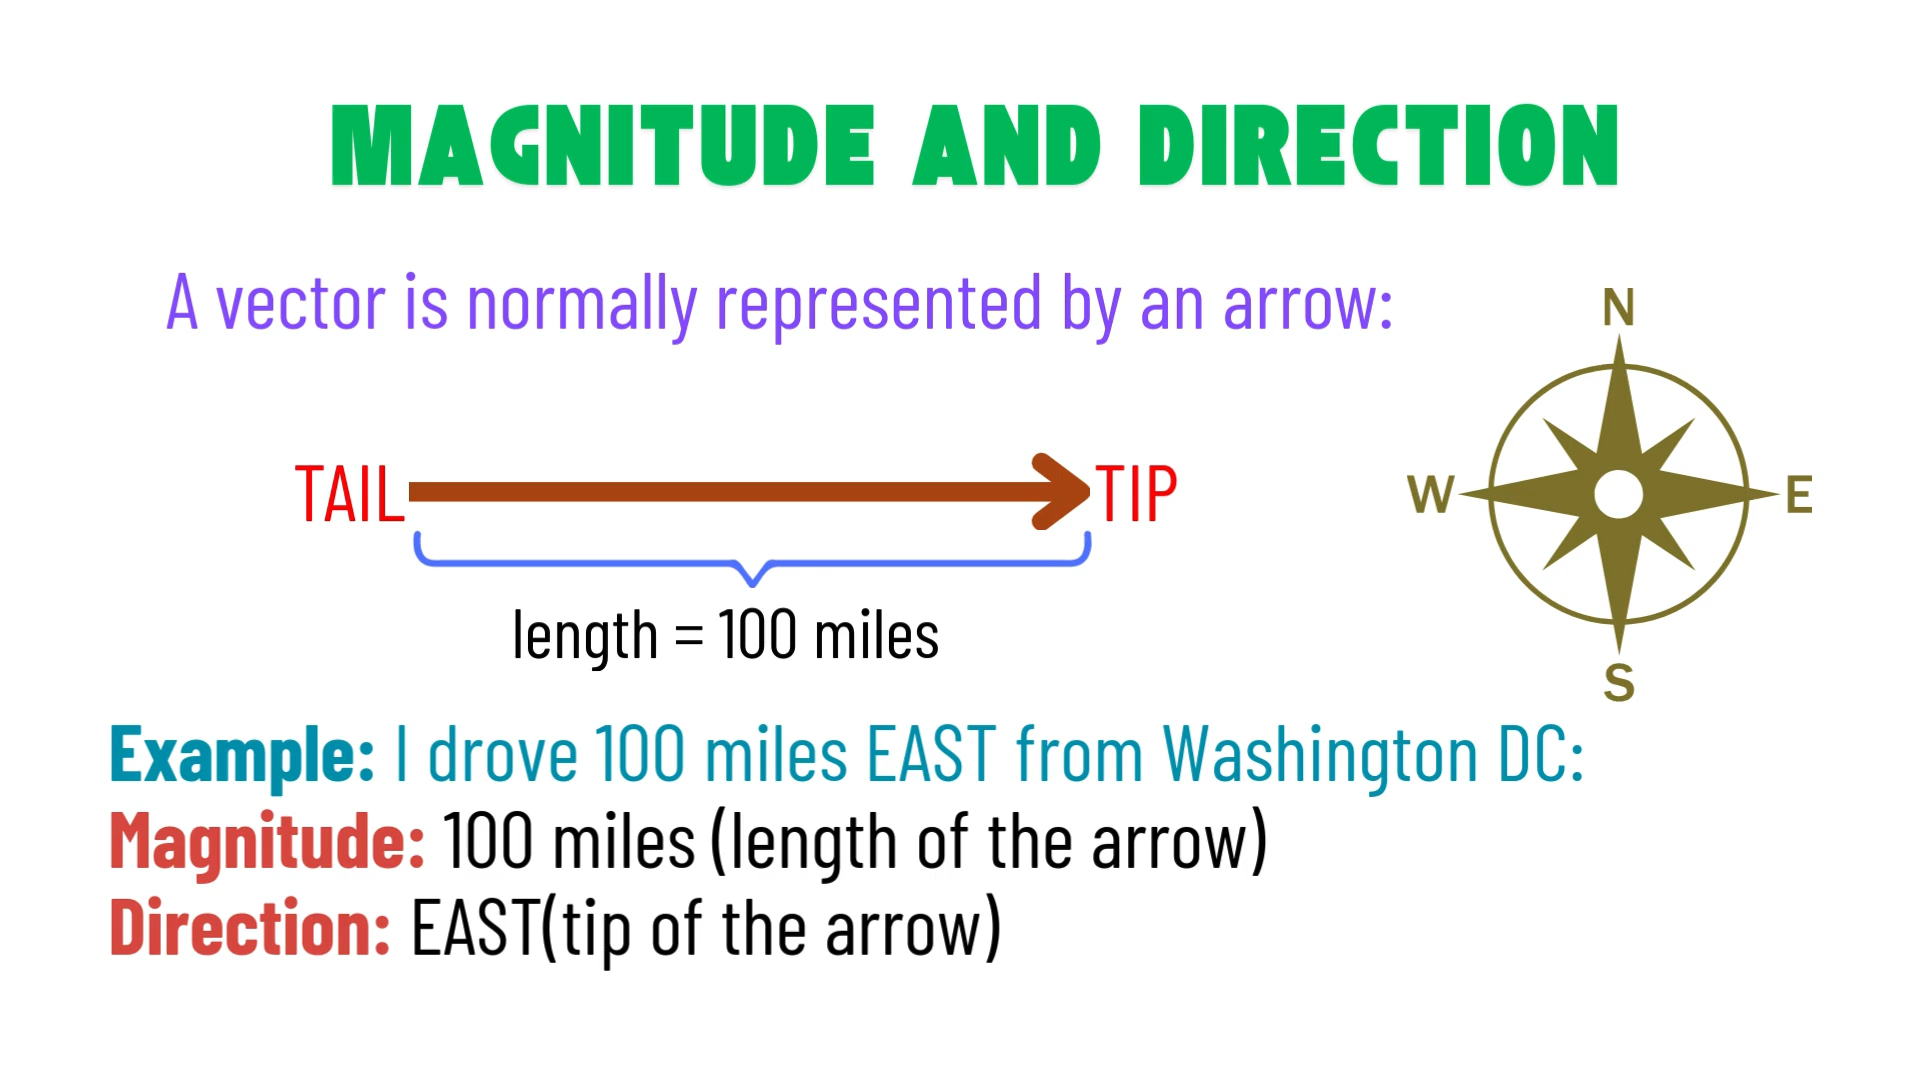 MAGNITUDE AND DIRECTION
A vector is normally represented by an arrow:
N
TAIL TIP
W E
length = 100 miles
S
Example: I drove 100 miles EAST from Washington DC:
Magnitude: 100 miles (length of the arrow)
Direction: EAST(tip of the arrow)